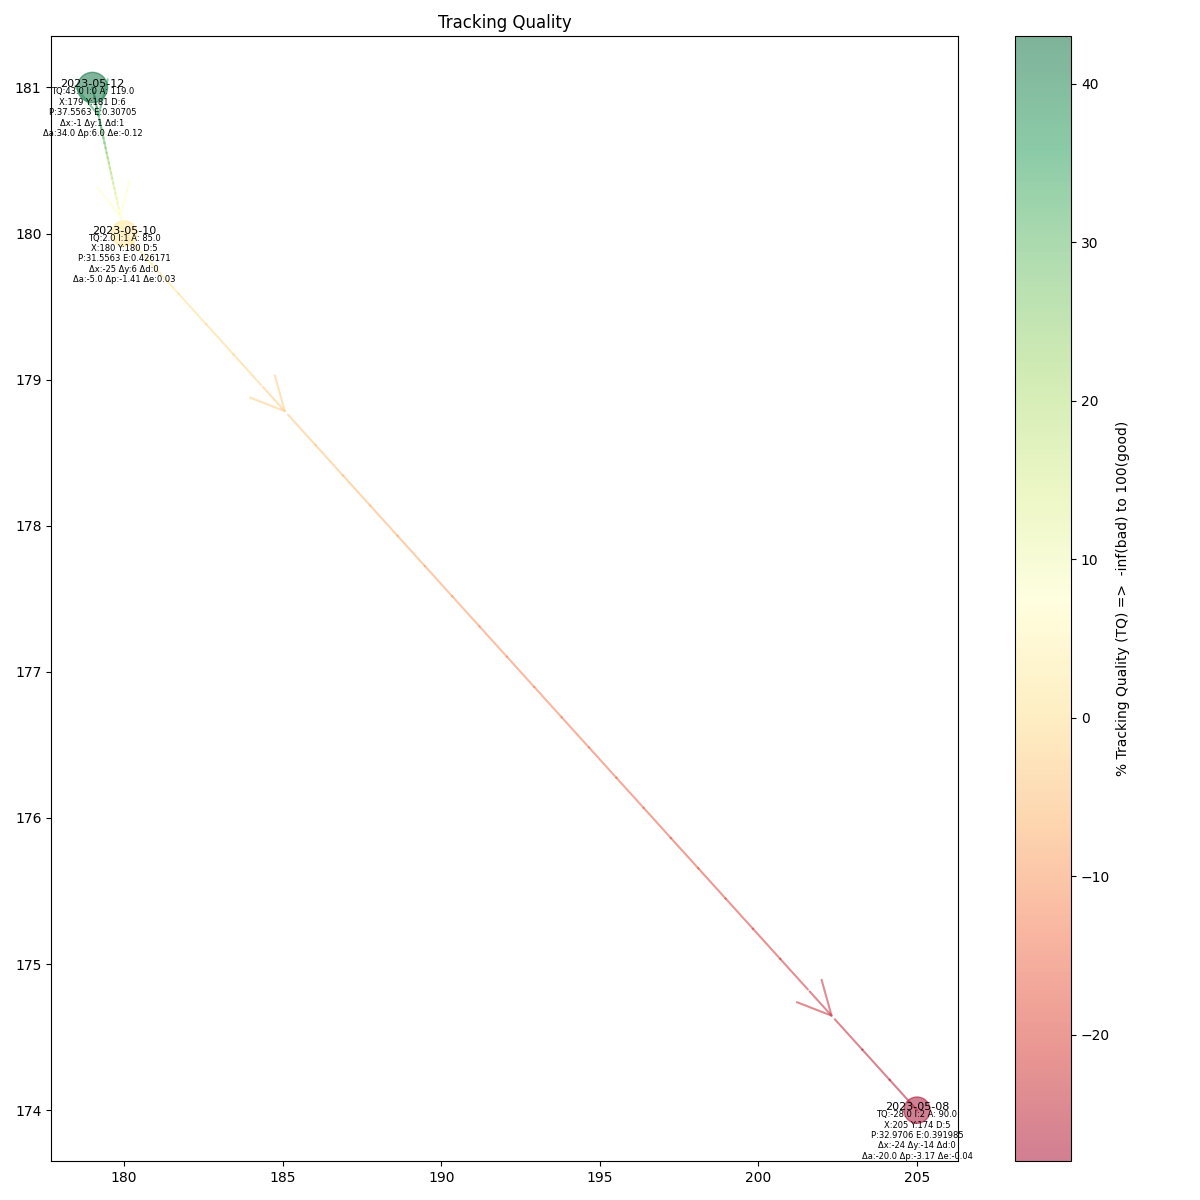 Tracking Quality
181
180
179
178
177
176
175
174
2023-05-12
TQ:43.0 I:0 A: 119.0
X:179 Y:181 D:6
P:37.5563 E:0.30705
Δx:-1 Δy:1 Δd:1
Δa:34.0 Δp:6.0 Δe:-0.12
2023-05-10
TQ:2.0 I:1 A: 85.0
X:180 Y:180 D:5
P:31.5563 E:0.426171
Δx:-25 Δy:6 Δd:0
Δa:-5.0 Δp:-1.41 Δe:0.03
2023-05-08
TQ:-28.0 I:2 A: 90.0
X:205 Y:174 D:5
P:32.9706 E:0.391985
Δx:-24 Δy:-14 Δd:0
Δa:-20.0 Δp:-3.17 Δe:-0.04
180 185 190 195 200 205
40
30
20
10
0
−10
−20
% Tracking Quality (TQ) => -inf(bad) to 100(good)